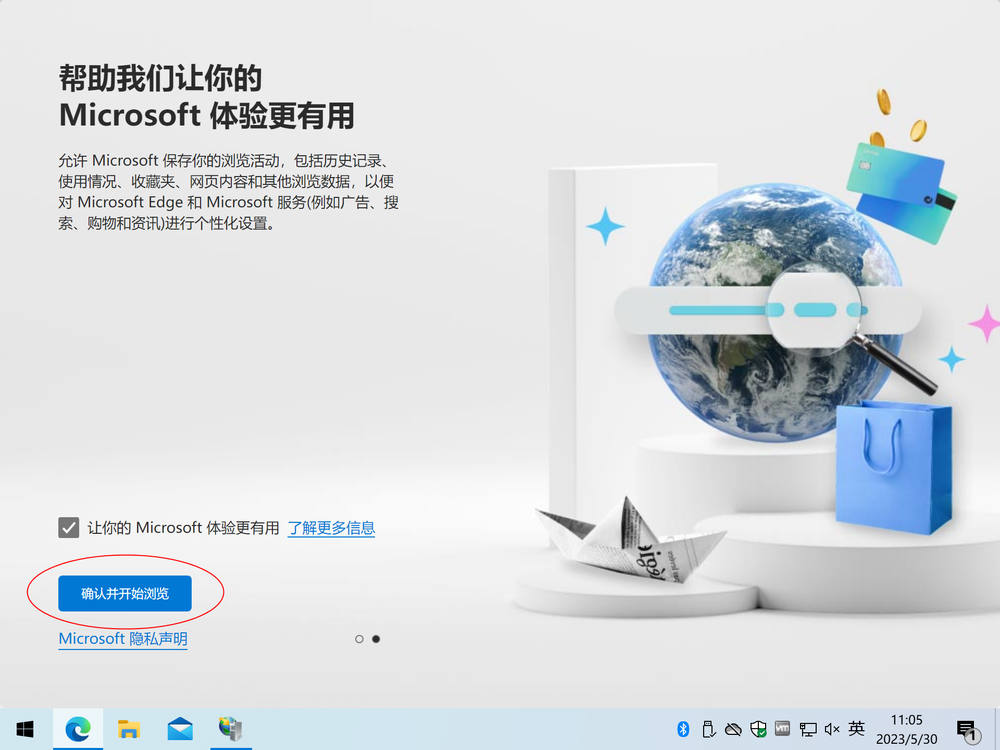 帮助我们让你的
Microsoft 体验更有用
允许 Microsoft 保存你的浏览活动，包括历史记录、
使用情况、收藏夹、网页内容和其他浏览数据，以便
对 Microsoft Edge 和 Microsoft 服务(例如广告、搜
索、购物和资讯)进行个性化设置。
让你的 Microsoft 体验更有用 了解更多信息
确认并开始浏览
Microsoft 隐私声明
vm
英
11:05
2023/5/30
1